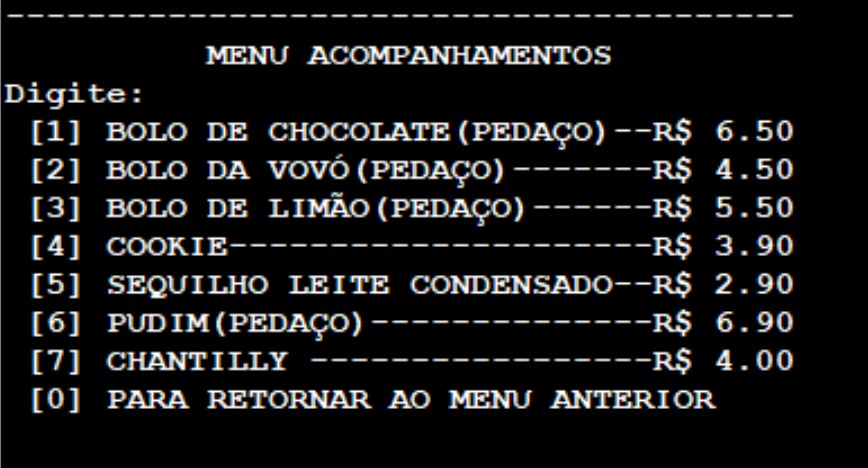 ---------------------------------------
MENU ACOMPANHAMENTOS
Digite:
[1] BOLO DE CHOCOLATE(PEDAÇO)--R$ 6.50
[2] BOLO DA VOVÓ(PEDAÇO)-------R$ 4.50
[3] BOLO DE LIMÃO(PEDAÇO)------R$ 5.50
[4] COOKIE---------------------R$ 3.90
[5] SEQUILHO LEITE CONDENSADO--R$ 2.90
[6] PUDIM(PEDAÇO)--------------R$ 6.90
[7] CHANTILLY -----------------R$ 4.00
[0] PARA RETORNAR AO MENU ANTERIOR